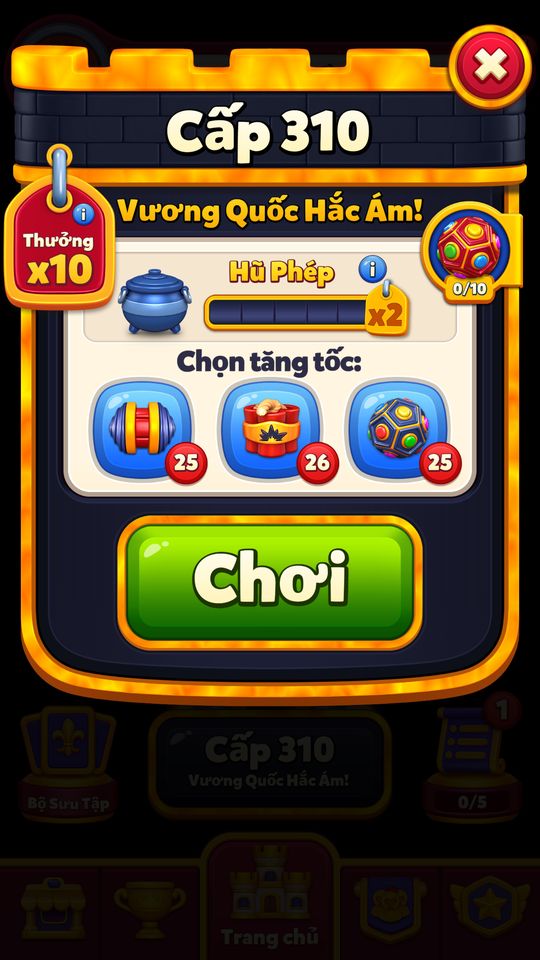 Cấp 310
Vương Quốc Hắc Ám!
Thưởng
x10
0/10
Hũ Phép
x2
Chọn tăng tốc:
25
26
25
Chơi
1
Cấp 310
Vương Quốc Hắc Ám!
Bộ Sưu Tập
0/5
Trang chủ